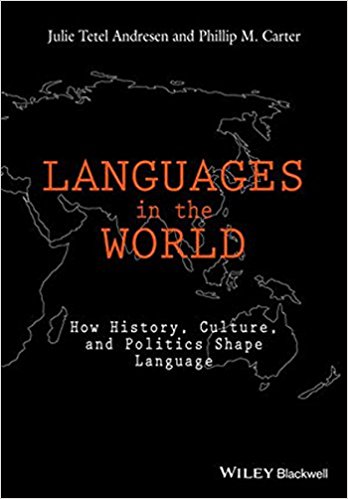 Julie Tetel Andresen and Phillip M. Carter
LANGUAGES
in the
WORLD
How History, Culture,
and Politics Shape
Language
WILEY Blackwell